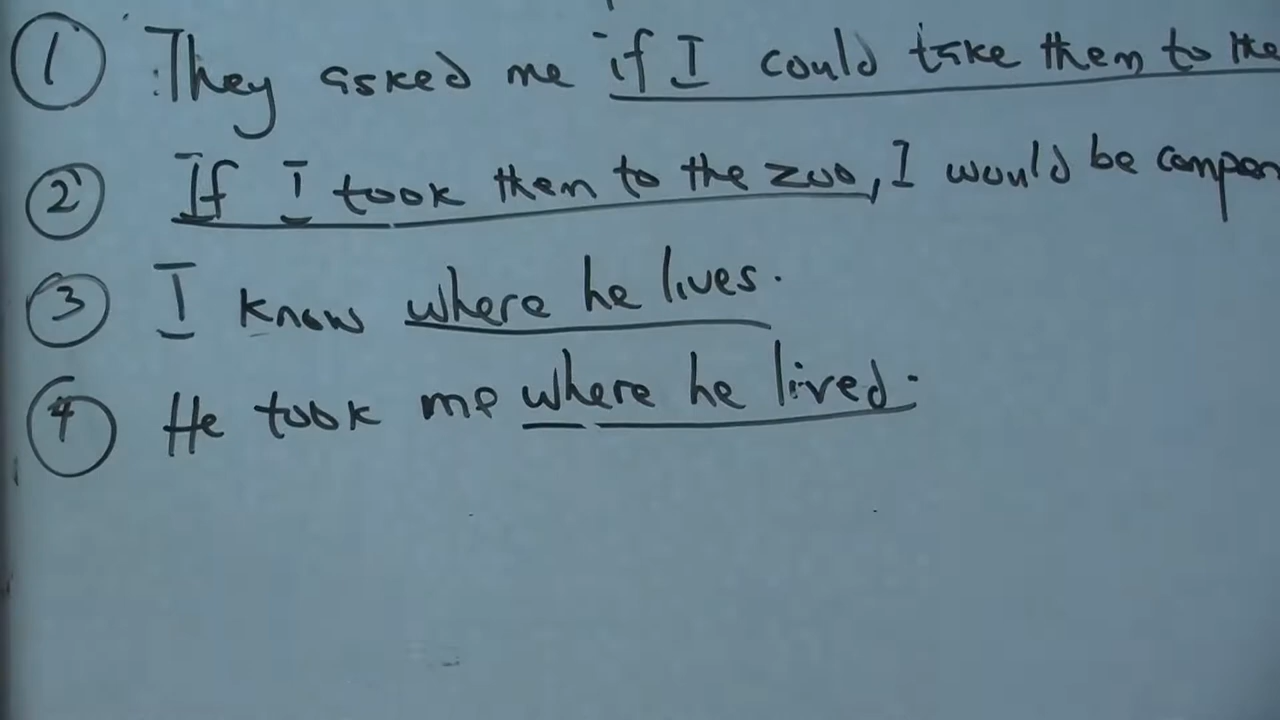 ① They asked me if I could take them to the
② If I took them to the zoo, I would be compen
③ I know where he lives.
④ He took me where he lived.